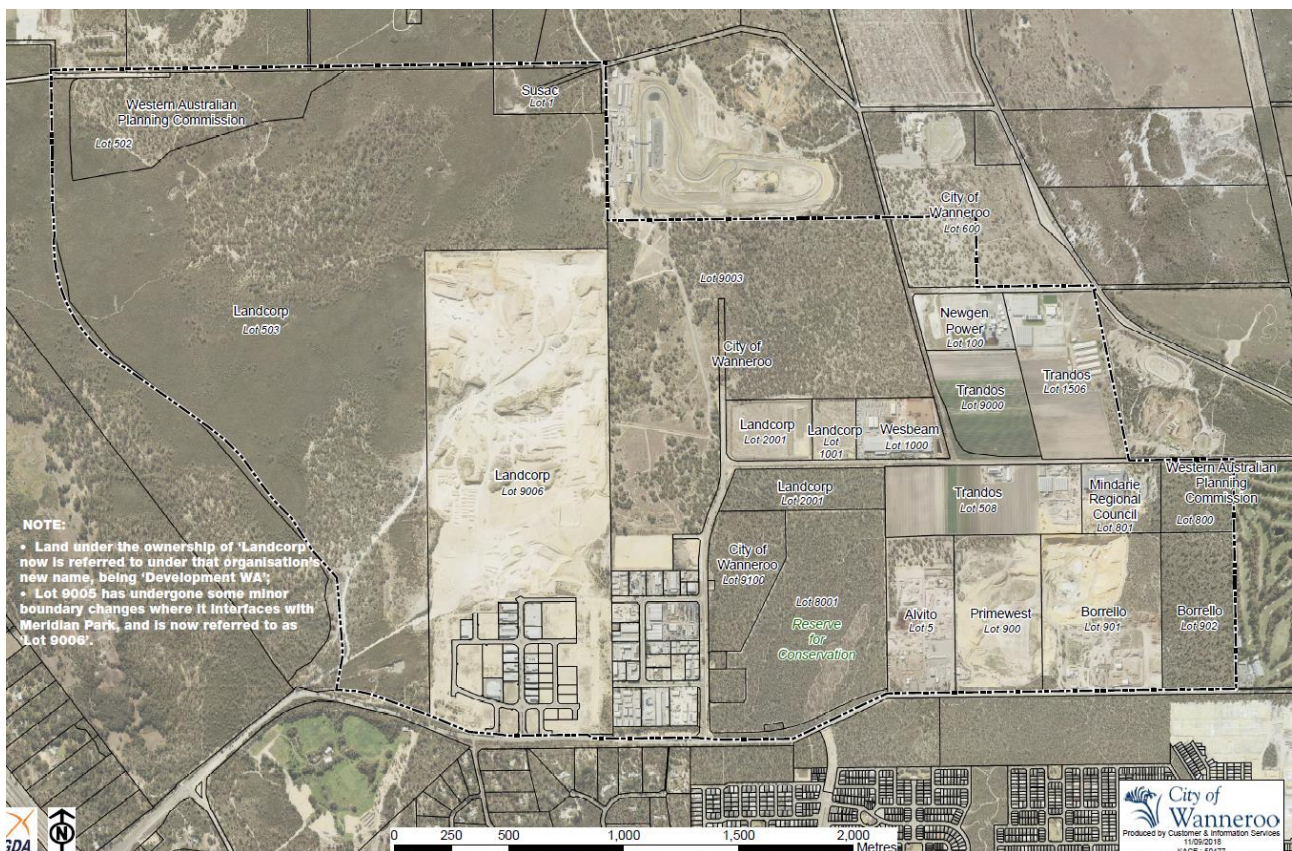 Susac
Lot 1
Western Australian
Planning Commission
Lot 502
City of
Wanneroo
Lot 600
Lot 9003
Landcorp
Lot 503
Newgen
Power
Lot 100
City of
Wanneroo
Trandos
Lot 1506
Trandos
Lot 9000
Landcorp
Lot 2001
Landcorp
Lot
1001
Wesbeam
Lot 1000
Landcorp
Lot 9006
Landcorp
Lot 2001
Trandos
Lot 508
Mindarie
Regional
Council
Lot 801
Western Australian
Planning
Commission
Lot 800
NOTE:
• Land under the ownership of 'Landcorp'
now is referred to under that organisation's
new name, being 'Development WA';
• Lot 9005 has undergone some minor
boundary changes where it interfaces with
Meridian Park, and is now referred to as
'Lot 9006'.
City of
Wanneroo
Lot 9100
Lot 8001
Reserve
for
Conservation
Alvito
Lot 5
Primewest
Lot 900
Borrello
Lot 901
Borrello
Lot 902
GDA
N
0 250 500 1,000 1,500 2,000
Metres
City of
Wanneroo
Produced by Customer & Information Services
11/09/2018